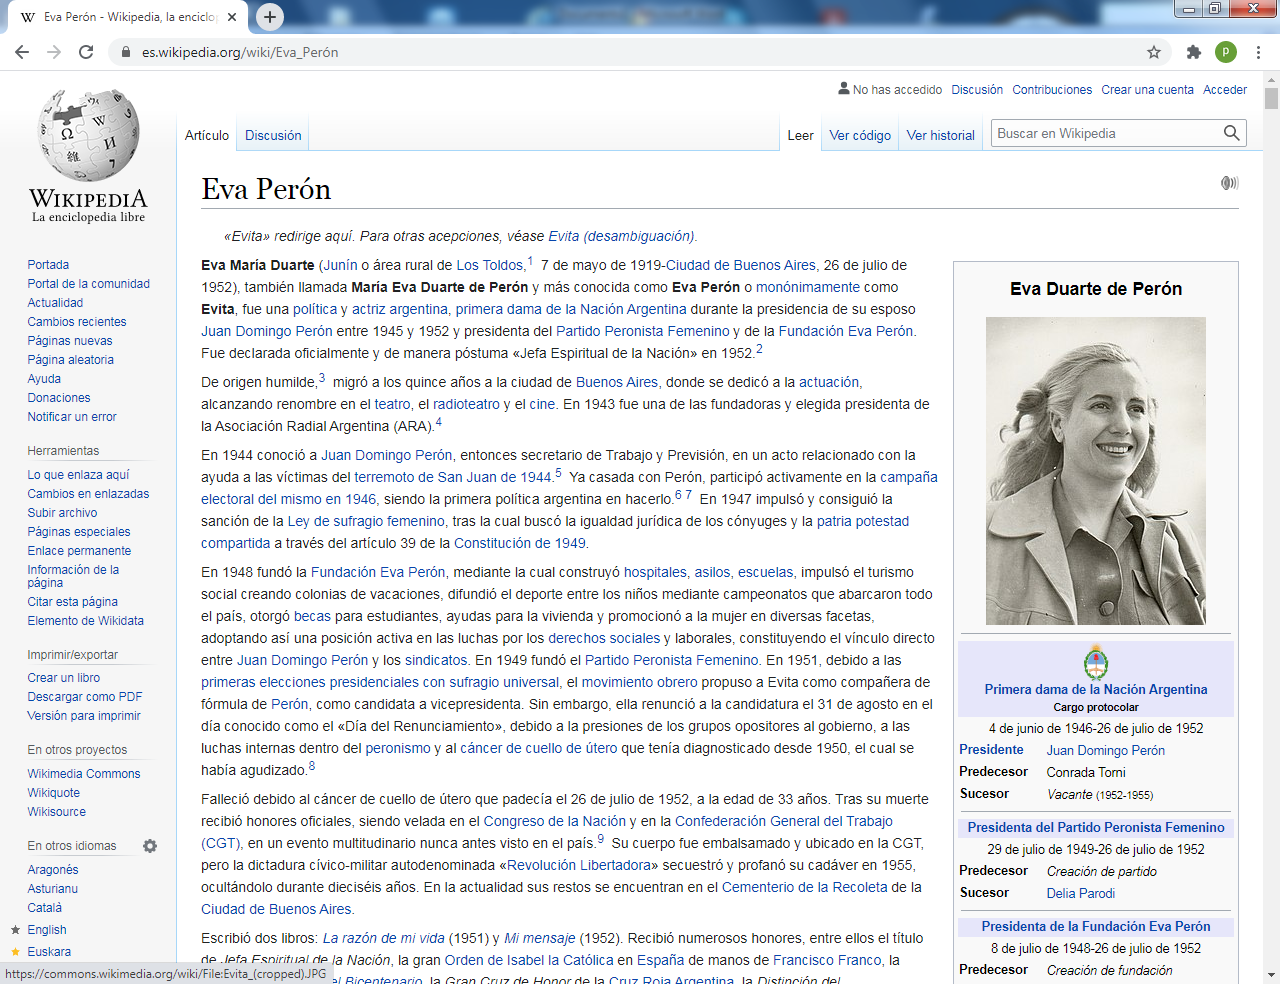 Eva Perón - Wikipedia, la enciclop
es.wikipedia.org/wiki/Eva_Perón
P
No has accedido Discusión Contribuciones Crear una cuenta Acceder
Artículo Discusión Leer Ver código Ver historial Buscar en Wikipedia
Ω W И 維
WIKIPEDIA
La enciclopedia libre
Portada
Portal de la comunidad
Actualidad
Cambios recientes
Páginas nuevas
Página aleatoria
Ayuda
Donaciones
Notificar un error
Herramientas
Lo que enlaza aquí
Cambios en enlazadas
Subir archivo
Páginas especiales
Enlace permanente
Información de la
página
Citar esta página
Elemento de Wikidata
Imprimir/exportar
Crear un libro
Descargar como PDF
Versión para imprimir
En otros proyectos
Wikimedia Commons
Wikiquote
Wikisource
En otros idiomas
Aragonés
Asturianu
Català
English
Euskara
https://commons.wikimedia.org/wiki/File:Evita_(cropped).JPG
Eva Perón
«Evita» redirige aquí. Para otras acepciones, véase Evita (desambiguación).
Eva María Duarte (Junín o área rural de Los Toldos,1 7 de mayo de 1919-Ciudad de Buenos Aires, 26 de julio de
1952), también llamada María Eva Duarte de Perón y más conocida como Eva Perón o monónimamente como
Evita, fue una política y actriz argentina, primera dama de la Nación Argentina durante la presidencia de su esposo
Juan Domingo Perón entre 1945 y 1952 y presidenta del Partido Peronista Femenino y de la Fundación Eva Perón.
Fue declarada oficialmente y de manera póstuma «Jefa Espiritual de la Nación» en 1952.2
De origen humilde,3 migró a los quince años a la ciudad de Buenos Aires, donde se dedicó a la actuación,
alcanzando renombre en el teatro, el radioteatro y el cine. En 1943 fue una de las fundadoras y elegida presidenta de
la Asociación Radial Argentina (ARA).4
En 1944 conoció a Juan Domingo Perón, entonces secretario de Trabajo y Previsión, en un acto relacionado con la
ayuda a las víctimas del terremoto de San Juan de 1944.5 Ya casada con Perón, participó activamente en la campaña
electoral del mismo en 1946, siendo la primera política argentina en hacerlo.6 7 En 1947 impulsó y consiguió la
sanción de la Ley de sufragio femenino, tras la cual buscó la igualdad jurídica de los cónyuges y la patria potestad
compartida a través del artículo 39 de la Constitución de 1949.
En 1948 fundó la Fundación Eva Perón, mediante la cual construyó hospitales, asilos, escuelas, impulsó el turismo
social creando colonias de vacaciones, difundió el deporte entre los niños mediante campeonatos que abarcaron todo
el país, otorgó becas para estudiantes, ayudas para la vivienda y promocionó a la mujer en diversas facetas,
adoptando así una posición activa en las luchas por los derechos sociales y laborales, constituyendo el vínculo directo
entre Juan Domingo Perón y los sindicatos. En 1949 fundó el Partido Peronista Femenino. En 1951, debido a las
primeras elecciones presidenciales con sufragio universal, el movimiento obrero propuso a Evita como compañera de
fórmula de Perón, como candidata a vicepresidenta. Sin embargo, ella renunció a la candidatura el 31 de agosto en el
día conocido como el «Día del Renunciamiento», debido a la presiones de los grupos opositores al gobierno, a las
luchas internas dentro del peronismo y al cáncer de cuello de útero que tenía diagnosticado desde 1950, el cual se
había agudizado.8
Falleció debido al cáncer de cuello de útero que padecía el 26 de julio de 1952, a la edad de 33 años. Tras su muerte
recibió honores oficiales, siendo velada en el Congreso de la Nación y en la Confederación General del Trabajo
(CGT), en un evento multitudinario nunca antes visto en el país.9 Su cuerpo fue embalsamado y ubicado en la CGT,
pero la dictadura cívico-militar autodenominada «Revolución Libertadora» secuestró y profanó su cadáver en 1955,
ocultándolo durante dieciséis años. En la actualidad sus restos se encuentran en el Cementerio de la Recoleta de la
Ciudad de Buenos Aires.
Escribió dos libros: La razón de mi vida (1951) y Mi mensaje (1952). Recibió numerosos honores, entre ellos el título
de Jefa Espiritual de la Nación, la gran Orden de Isabel la Católica en España de manos de Francisco Franco, la
el Bicentenario, la Gran Cruz de Honor de la Cruz Roja Argentina, la Distinción del
Eva Duarte de Perón
Primera dama de la Nación Argentina
Cargo protocolar
4 de junio de 1946-26 de julio de 1952
Presidente Juan Domingo Perón
Predecesor Conrada Torni
Sucesor Vacante (1952-1955)
Presidenta del Partido Peronista Femenino
29 de julio de 1949-26 de julio de 1952
Predecesor Creación de partido
Sucesor Delia Parodi
Presidenta de la Fundación Eva Perón
8 de julio de 1948-26 de julio de 1952
Predecesor Creación de fundación